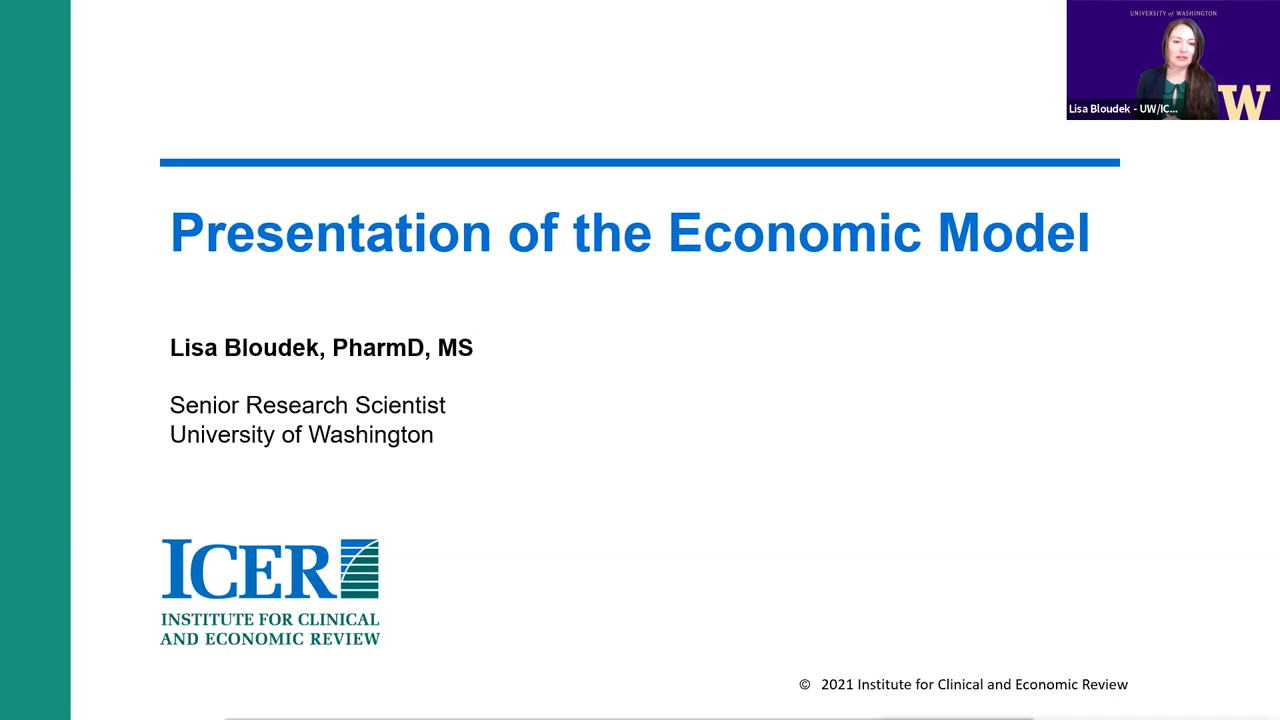 UNIVERSITY of WASHINGTON
W
Lisa Bloudek - UW/IC...
Presentation of the Economic Model
Lisa Bloudek, PharmD, MS
Senior Research Scientist
University of Washington
ICER
INSTITUTE FOR CLINICAL
AND ECONOMIC REVIEW
© 2021 Institute for Clinical and Economic Review